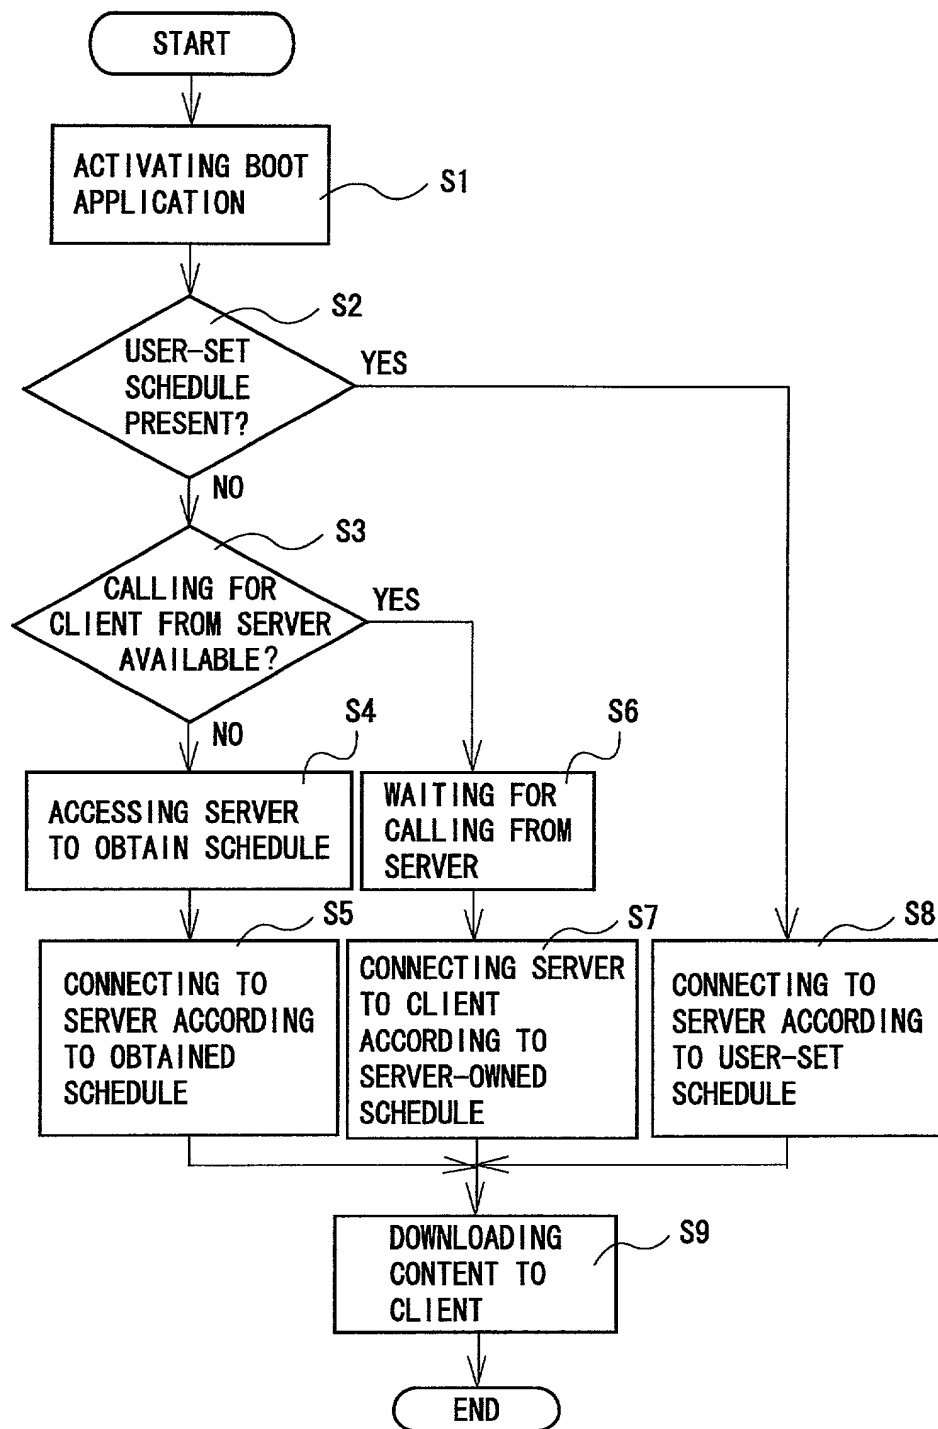 START
ACTIVATING BOOT
APPLICATION
S1
S2
USER-SET
SCHEDULE
PRESENT?
YES
NO
S3
CALLING FOR
CLIENT FROM SERVER
AVAILABLE?
YES
NO
S4
ACCESSING SERVER
TO OBTAIN SCHEDULE
S6
WAITING FOR
CALLING FROM
SERVER
S5
CONNECTING TO
SERVER ACCORDING
TO OBTAINED
SCHEDULE
S7
CONNECTING SERVER
TO CLIENT
ACCORDING TO
SERVER-OWNED
SCHEDULE
S8
CONNECTING TO
SERVER ACCORDING
TO USER-SET
SCHEDULE
DOWNLOADING
CONTENT TO
CLIENT
S9
END